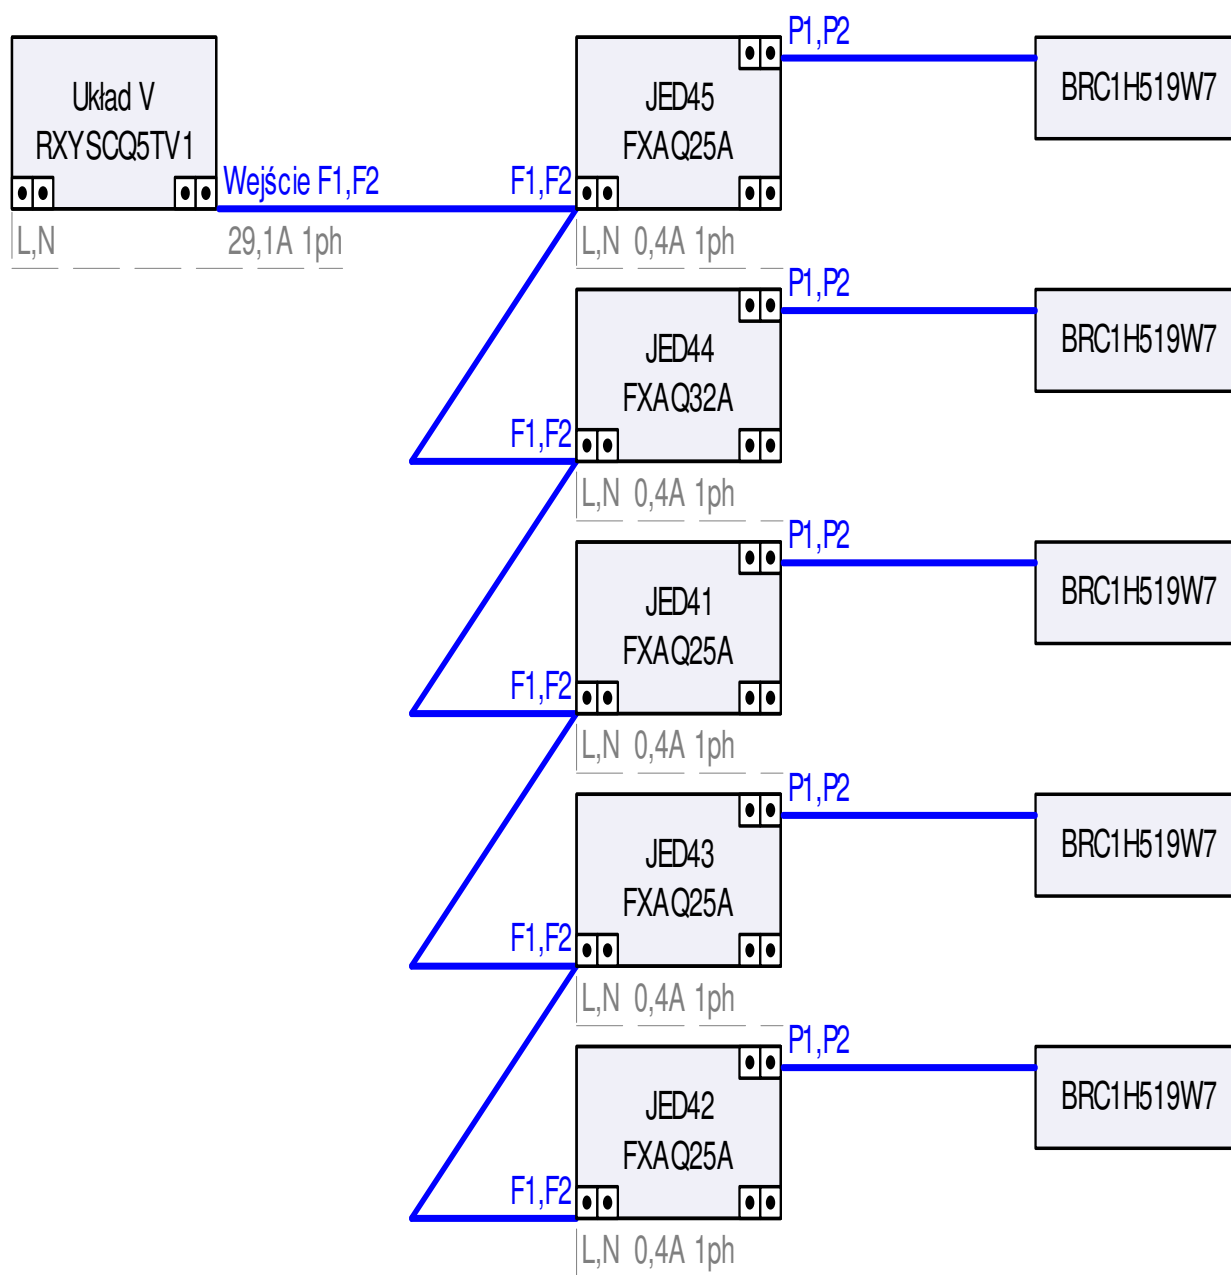 Układ V
RXYSCQ5TV1
Wejście F1,F2
L,N
29,1A 1ph
F1,F2
JED45
FXAQ25A
L,N 0,4A 1ph
P1,P2
BRC1H519W7
F1,F2
JED44
FXAQ32A
L,N 0,4A 1ph
P1,P2
BRC1H519W7
F1,F2
JED41
FXAQ25A
L,N 0,4A 1ph
P1,P2
BRC1H519W7
F1,F2
JED43
FXAQ25A
L,N 0,4A 1ph
P1,P2
BRC1H519W7
F1,F2
JED42
FXAQ25A
L,N 0,4A 1ph
P1,P2
BRC1H519W7